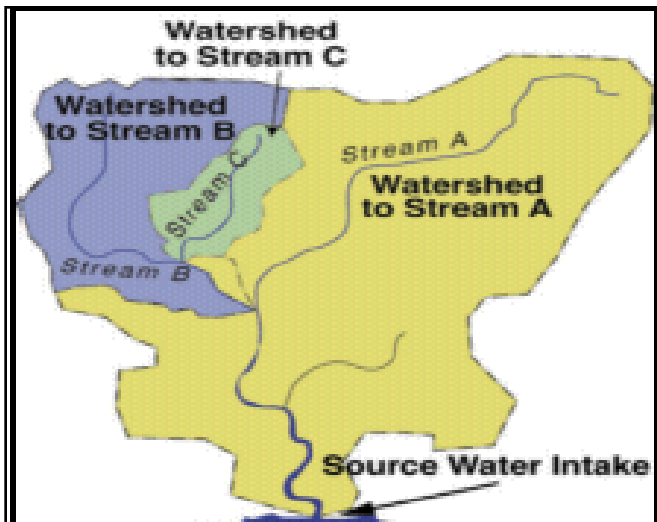 Watershed
to Stream C
Watershed
to Stream B
Stream C
Stream A
Watershed
to Stream A
Stream B
Source Water Intake